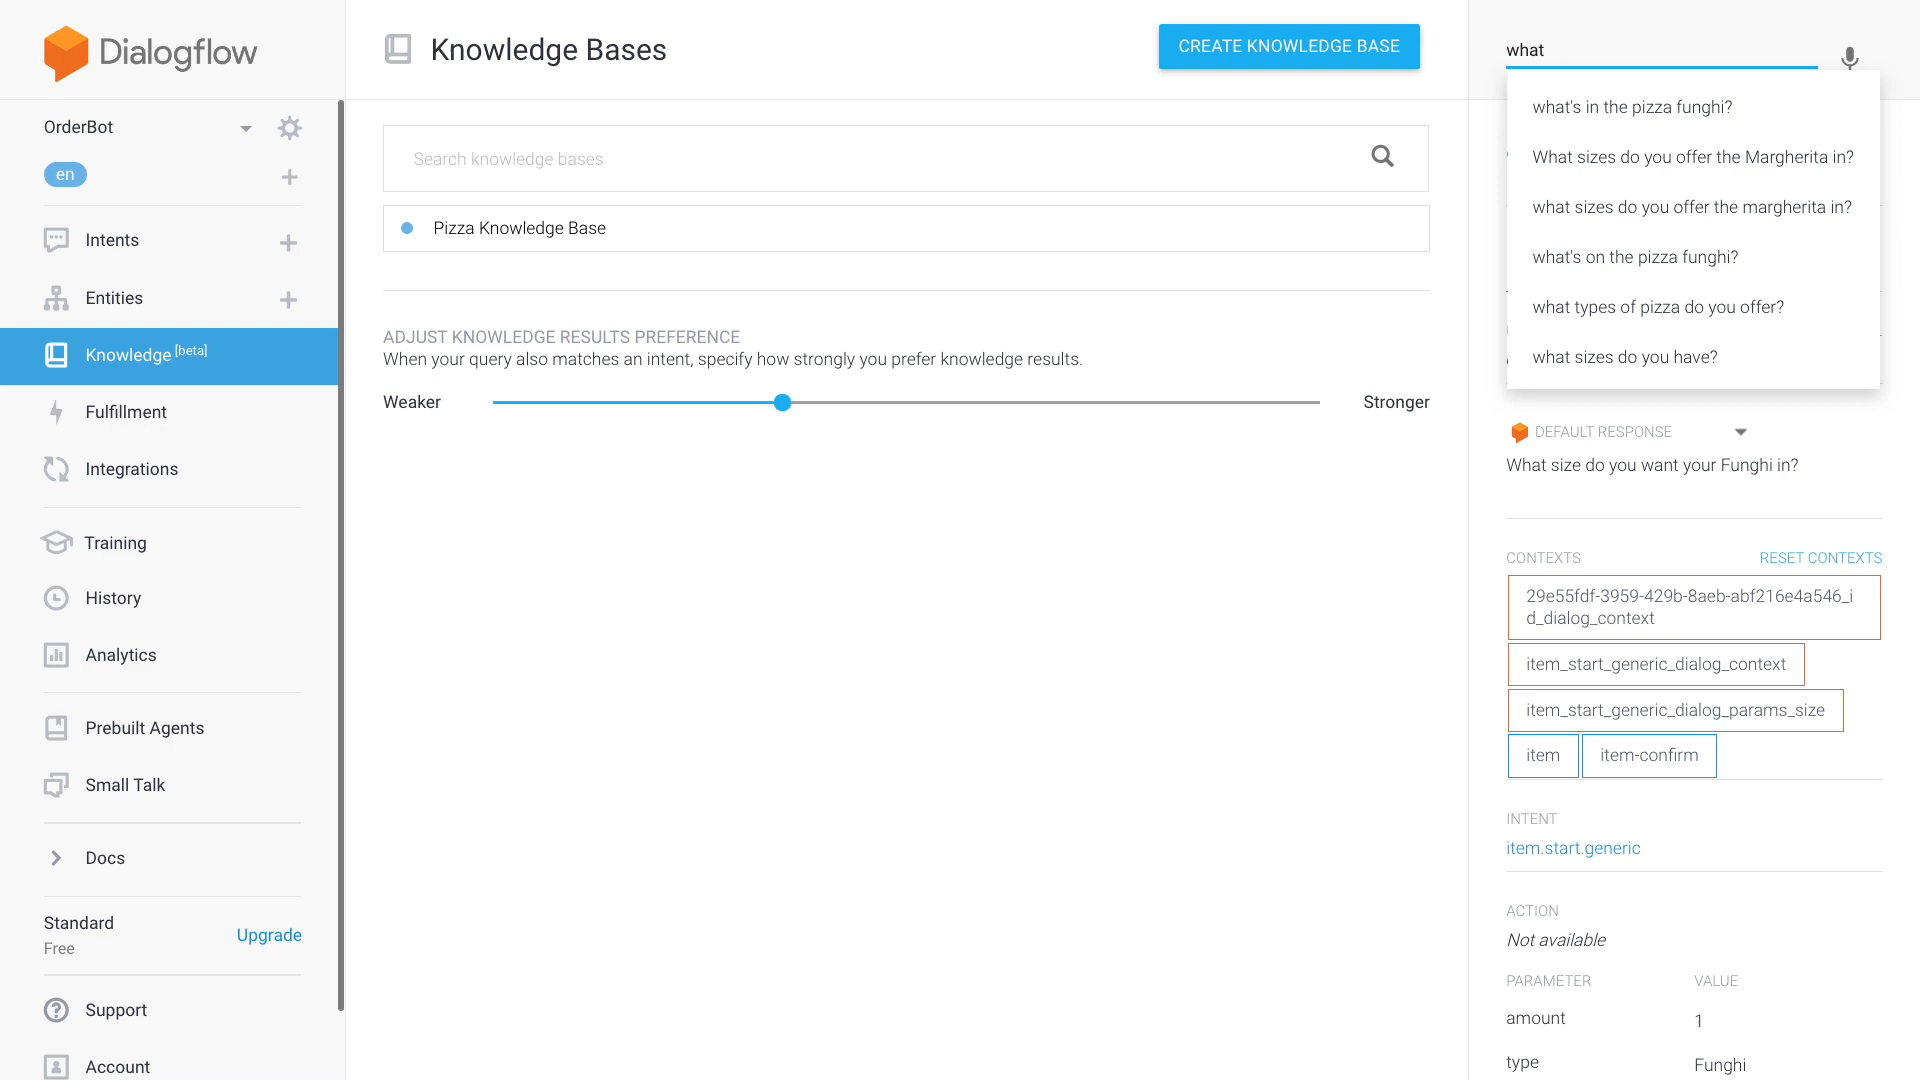 Dialogflow
OrderBot
en
Intents
Entities
Knowledge [beta]
Fulfillment
Integrations
Training
History
Analytics
Prebuilt Agents
Small Talk
Docs
Standard
Free
Upgrade
Support
Account
Knowledge Bases
CREATE KNOWLEDGE BASE
Search knowledge bases
Pizza Knowledge Base
ADJUST KNOWLEDGE RESULTS PREFERENCE
When your query also matches an intent, specify how strongly you prefer knowledge results.
Weaker
Stronger
what
what's in the pizza funghi?
What sizes do you offer the Margherita in?
what sizes do you offer the margherita in?
what's on the pizza funghi?
what types of pizza do you offer?
what sizes do you have?
DEFAULT RESPONSE
What size do you want your Funghi in?
CONTEXTS RESET CONTEXTS
29e55fdf-3959-429b-8aeb-abf216e4a546_i
d_dialog_context
item_start_generic_dialog_context
item_start_generic_dialog_params_size
item item-confirm
INTENT
item.start.generic
ACTION
Not available
PARAMETER VALUE
amount 1
type Funghi